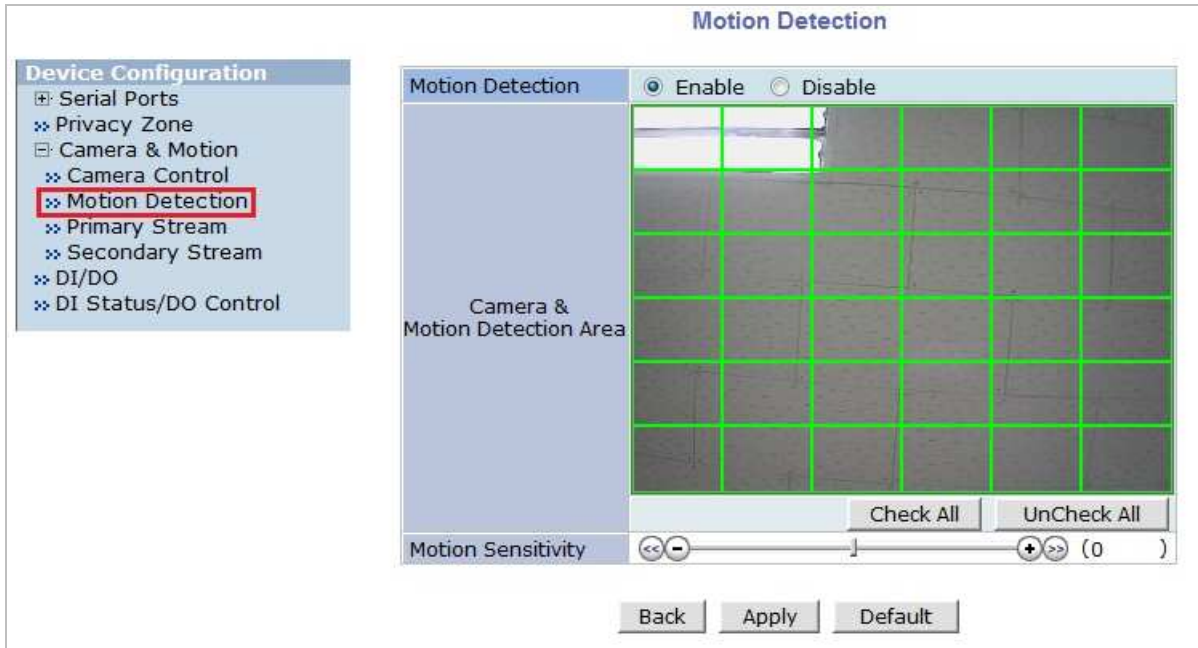 Motion Detection
Device Configuration
Serial Ports
Privacy Zone
Camera & Motion
Camera Control
Motion Detection
Primary Stream
Secondary Stream
DI/DO
DI Status/DO Control
Motion Detection Enable Disable
Camera &
Motion Detection Area
Check All UnCheck All
Motion Sensitivity (0 )
Back Apply Default